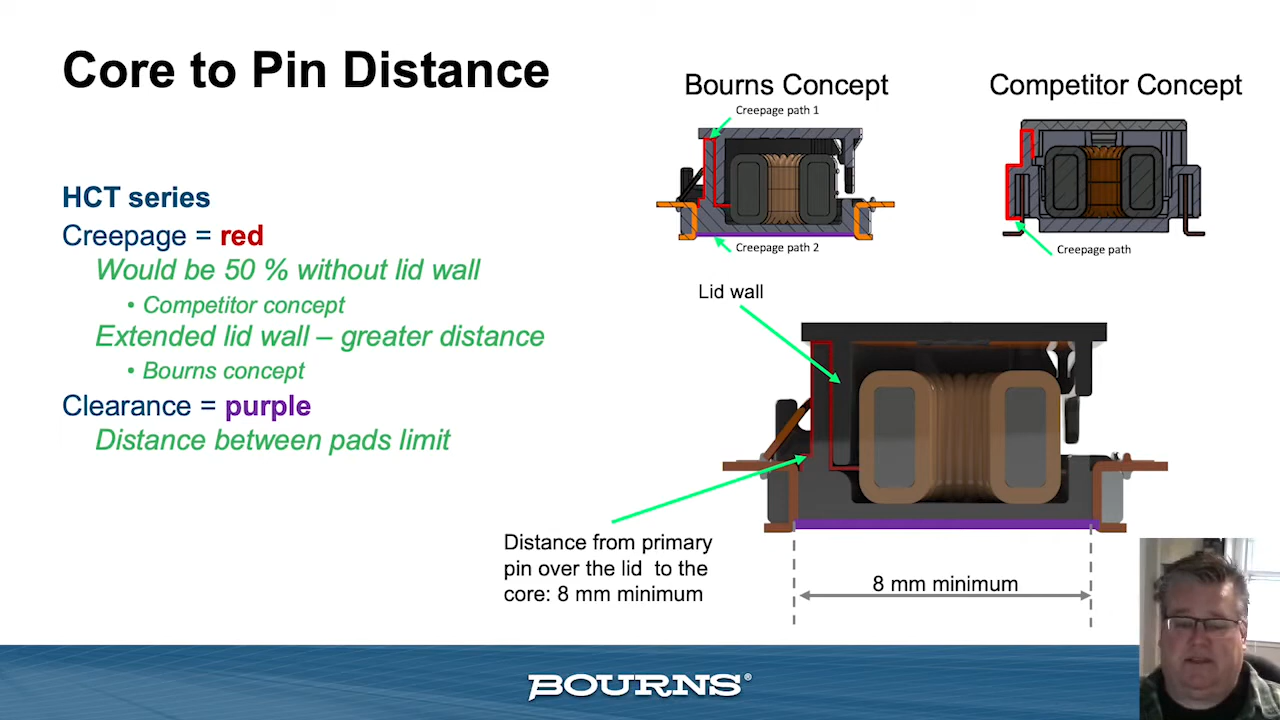 Core to Pin Distance
Bourns Concept
Competitor Concept
Creepage path 1
Creepage path 2
Creepage path
HCT series
Creepage = red
Would be 50 % without lid wall
• Competitor concept
Extended lid wall – greater distance
• Bourns concept
Clearance = purple
Distance between pads limit
Lid wall
Distance from primary
pin over the lid to the
core: 8 mm minimum
8 mm minimum
BOURNS®